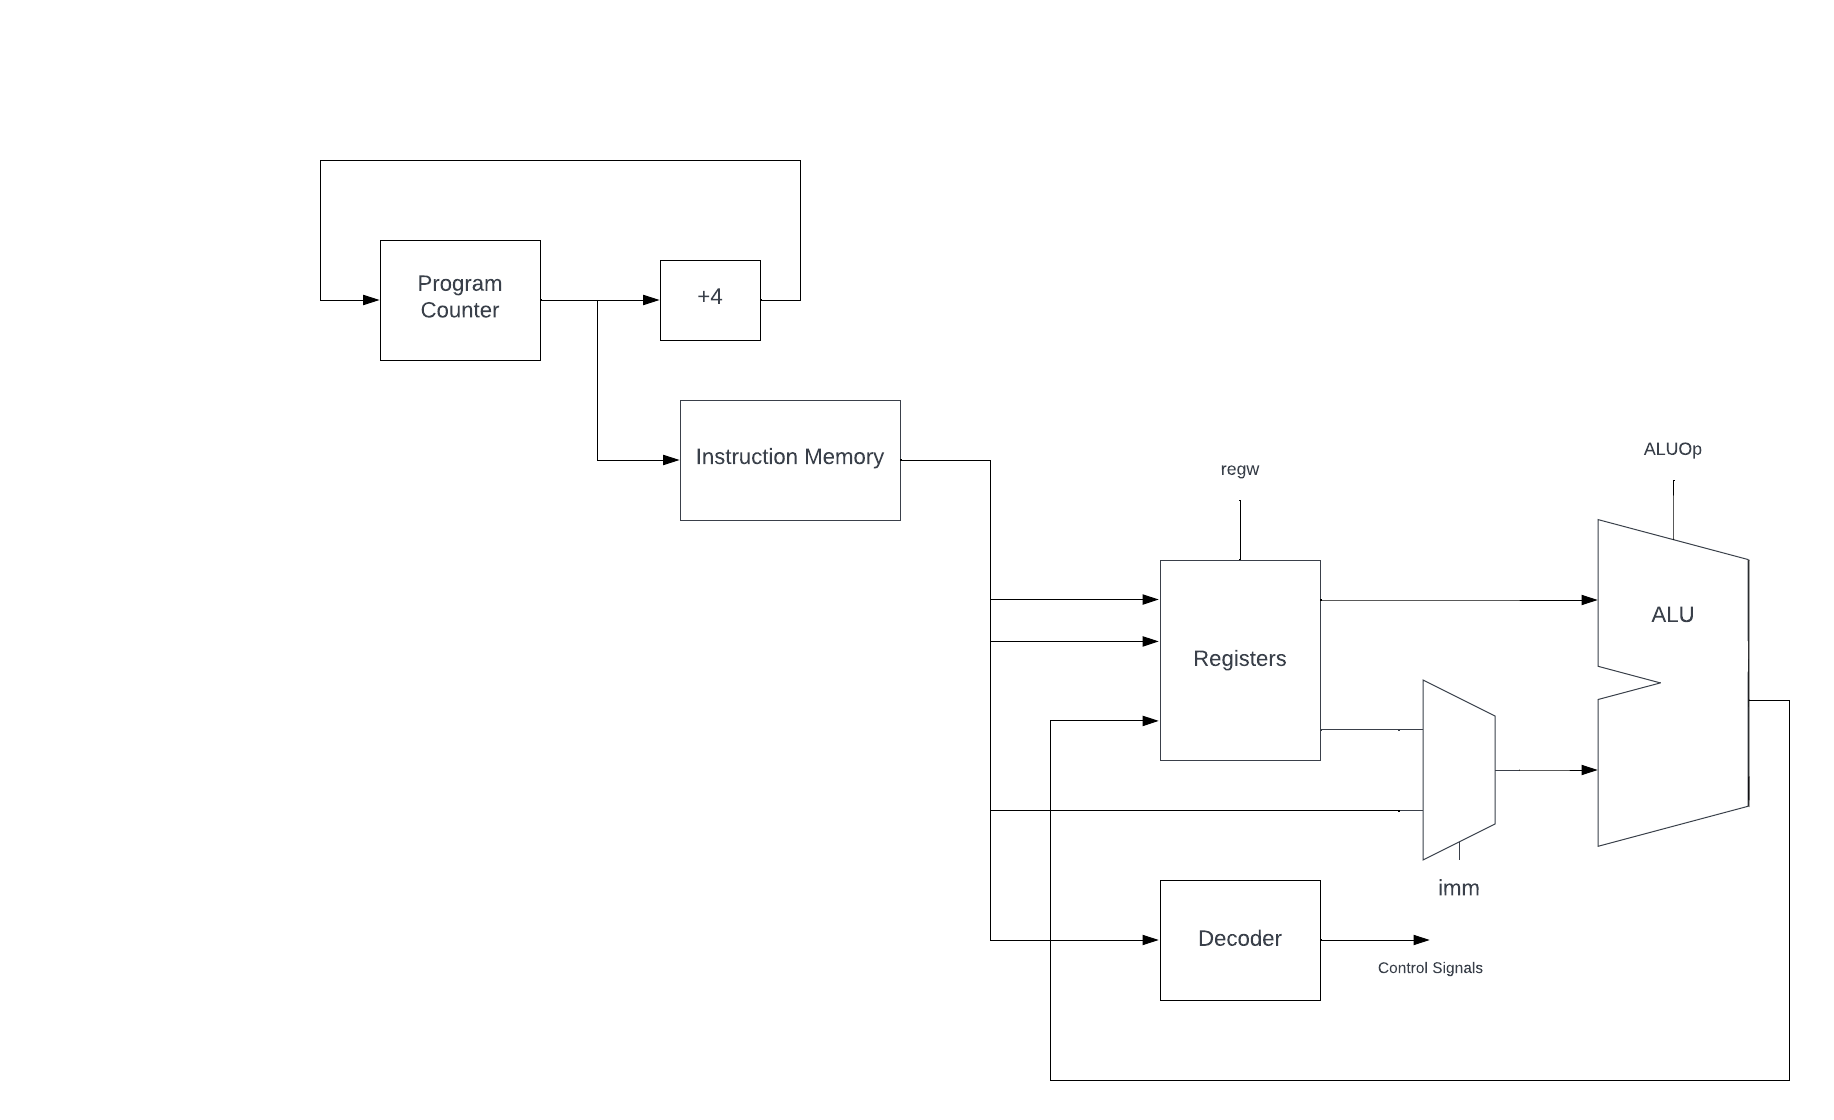 Program
Counter
+4
Instruction Memory
ALUOp
regw
ALU
Registers
imm
Decoder
Control Signals